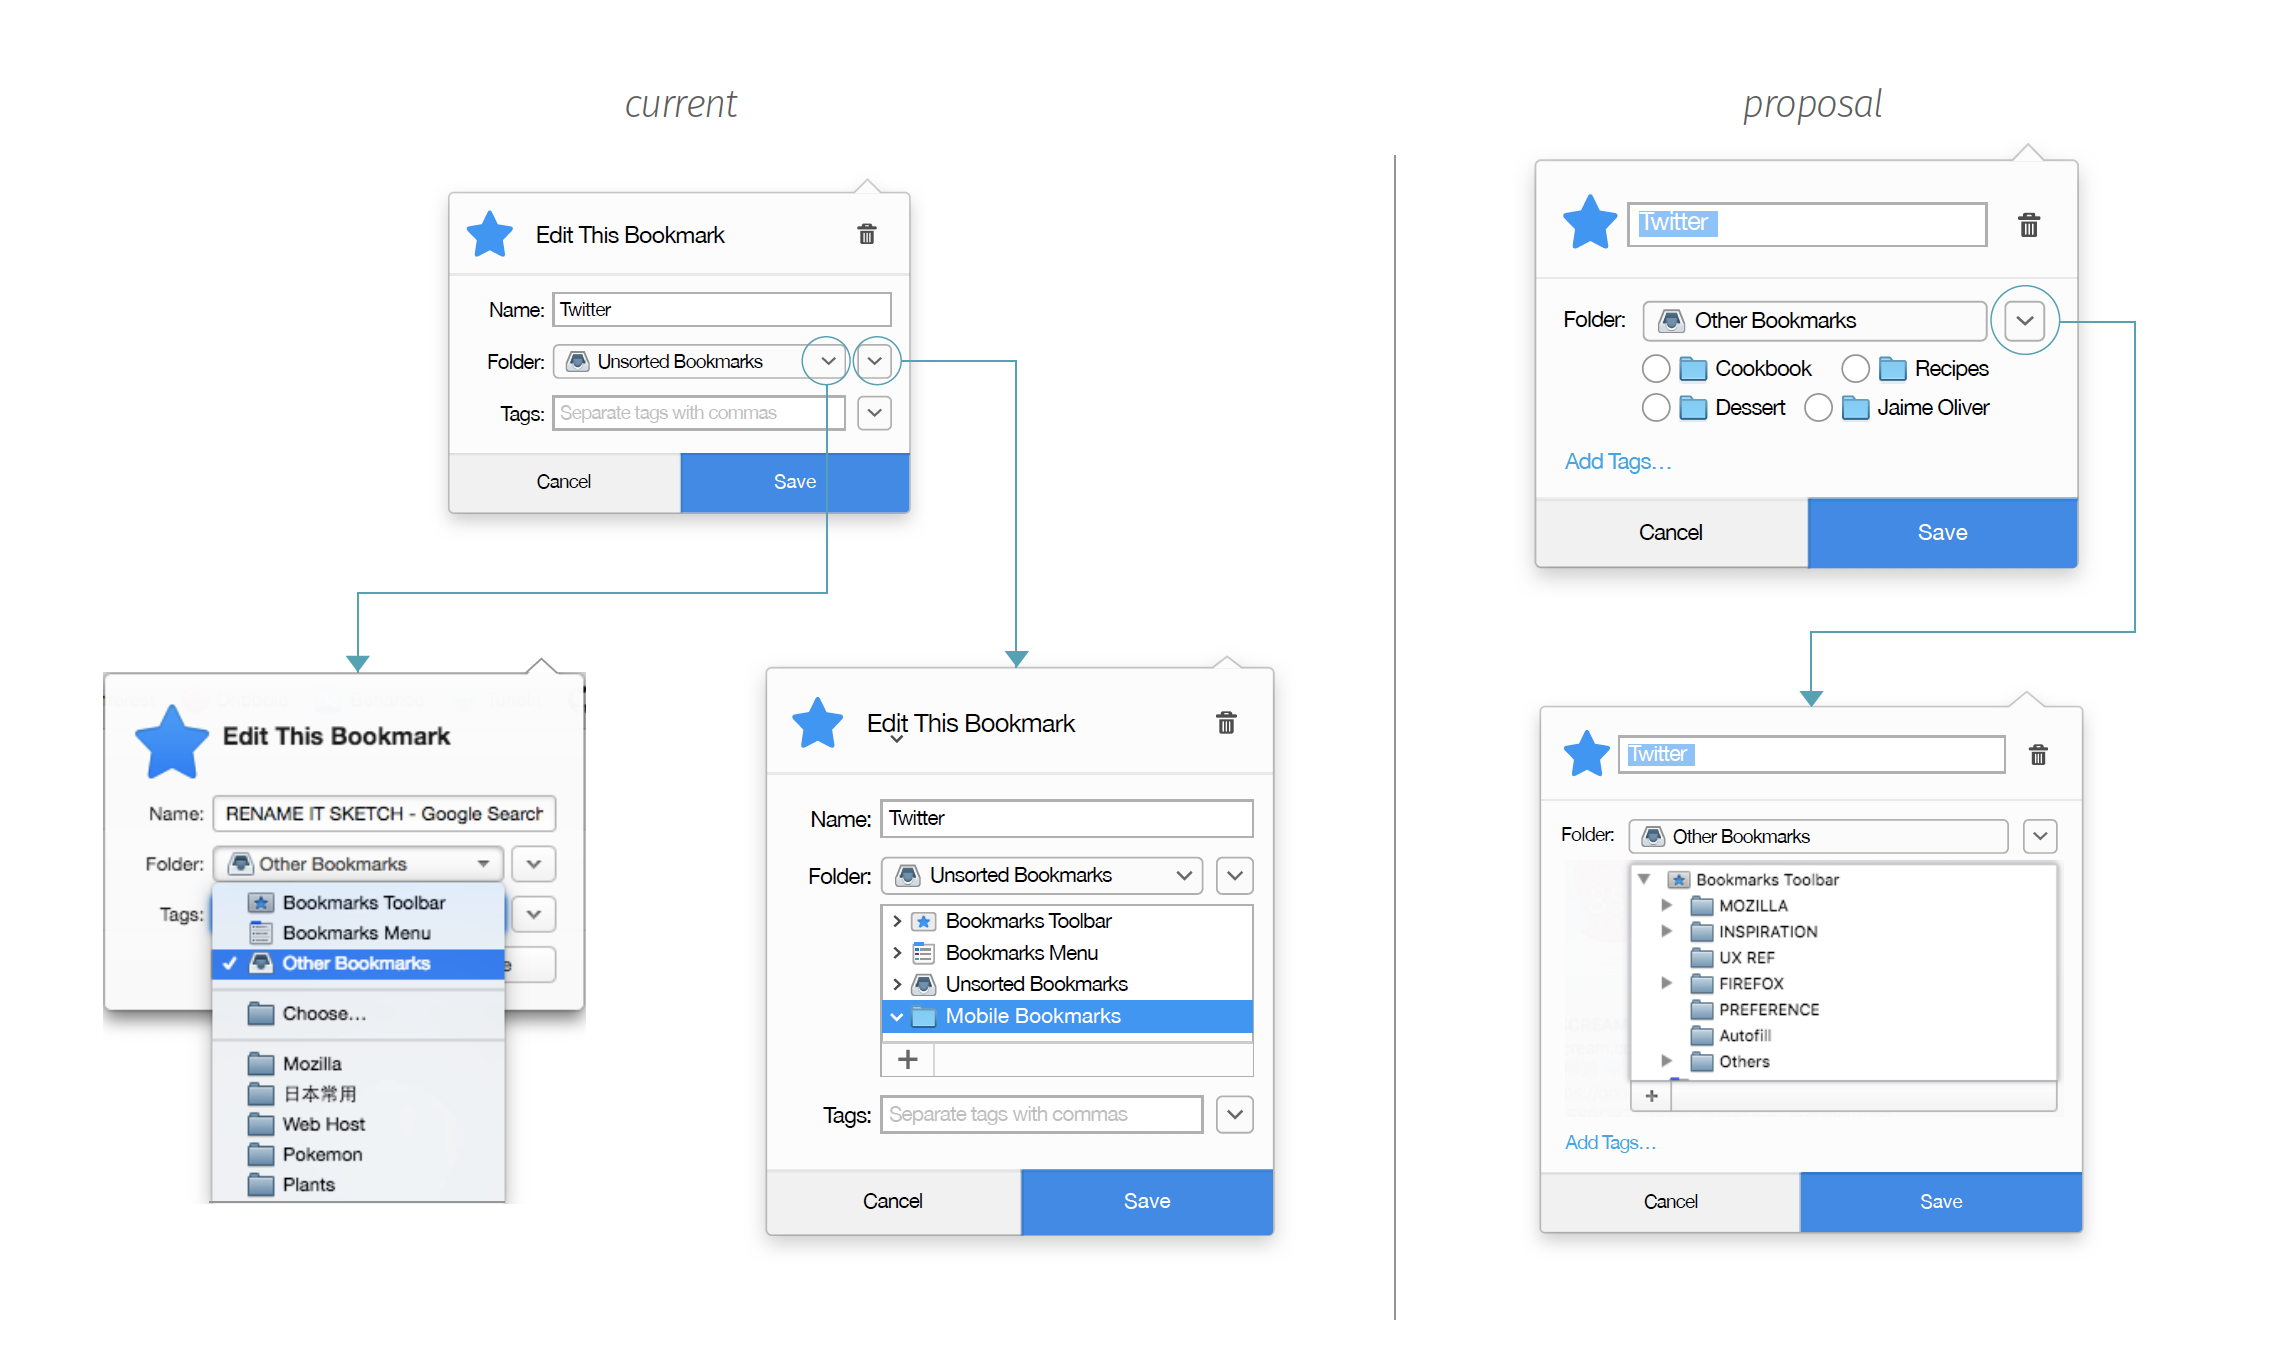 current
proposal
Edit This Bookmark
Name: Twitter
Folder: Unsorted Bookmarks
Tags: Separate tags with commas
Cancel Save
Edit This Bookmark
Name: RENAME IT SKETCH - Google Search
Folder: Other Bookmarks
Tags:
Bookmarks Toolbar
Bookmarks Menu
Other Bookmarks
Choose...
Mozilla
日本常用
Web Host
Pokemon
Plants
Edit This Bookmark
Name: Twitter
Folder: Unsorted Bookmarks
Bookmarks Toolbar
Bookmarks Menu
Unsorted Bookmarks
Mobile Bookmarks
Tags: Separate tags with commas
Cancel Save
Twitter
Folder: Other Bookmarks
Cookbook Recipes
Dessert Jaime Oliver
Add Tags...
Cancel Save
Twitter
Folder: Other Bookmarks
Bookmarks Toolbar
MOZILLA
INSPIRATION
UX REF
FIREFOX
PREFERENCE
Autofill
Others
Add Tags...
Cancel Save